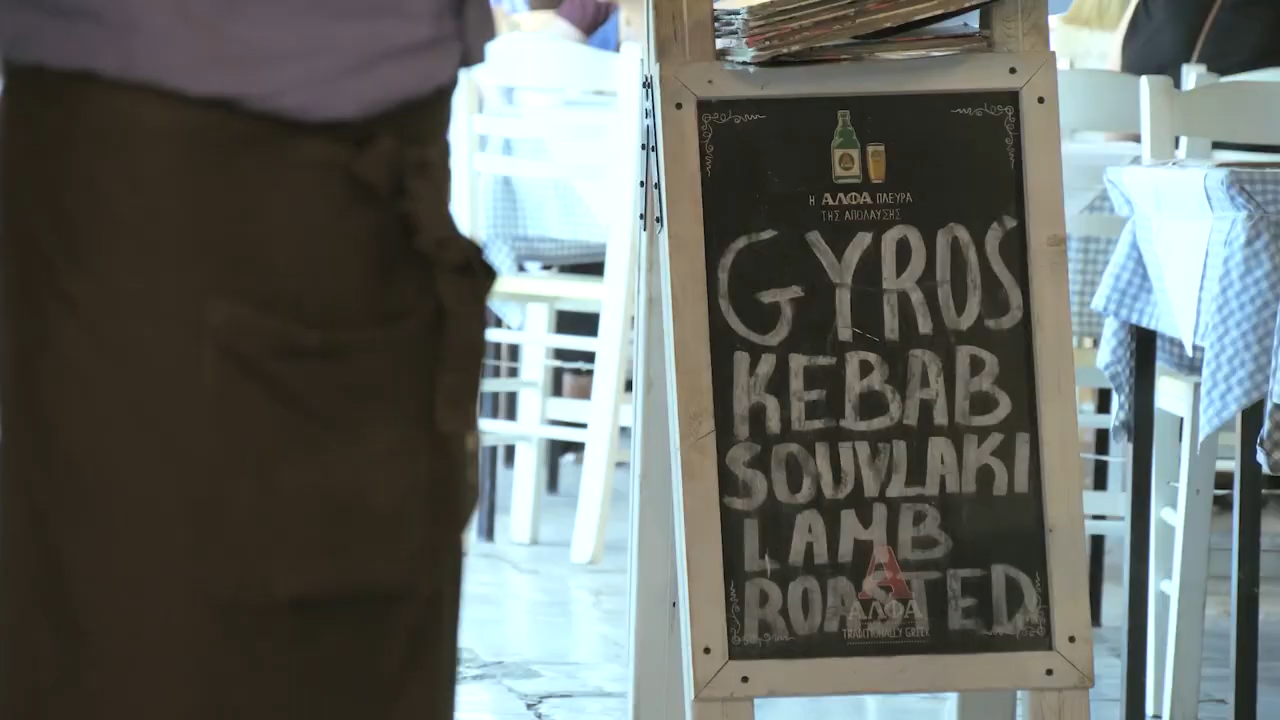 Η ΑΛΦΑ ΠΛΕΥΡΑ
ΤΗΣ ΑΠΟΛΑΥΣΗΣ
GYROS
KEBAB
SOUVLAKI
LAMB
ROASTED
ΑΛΦΑ
TRADITIONALLY GREEK